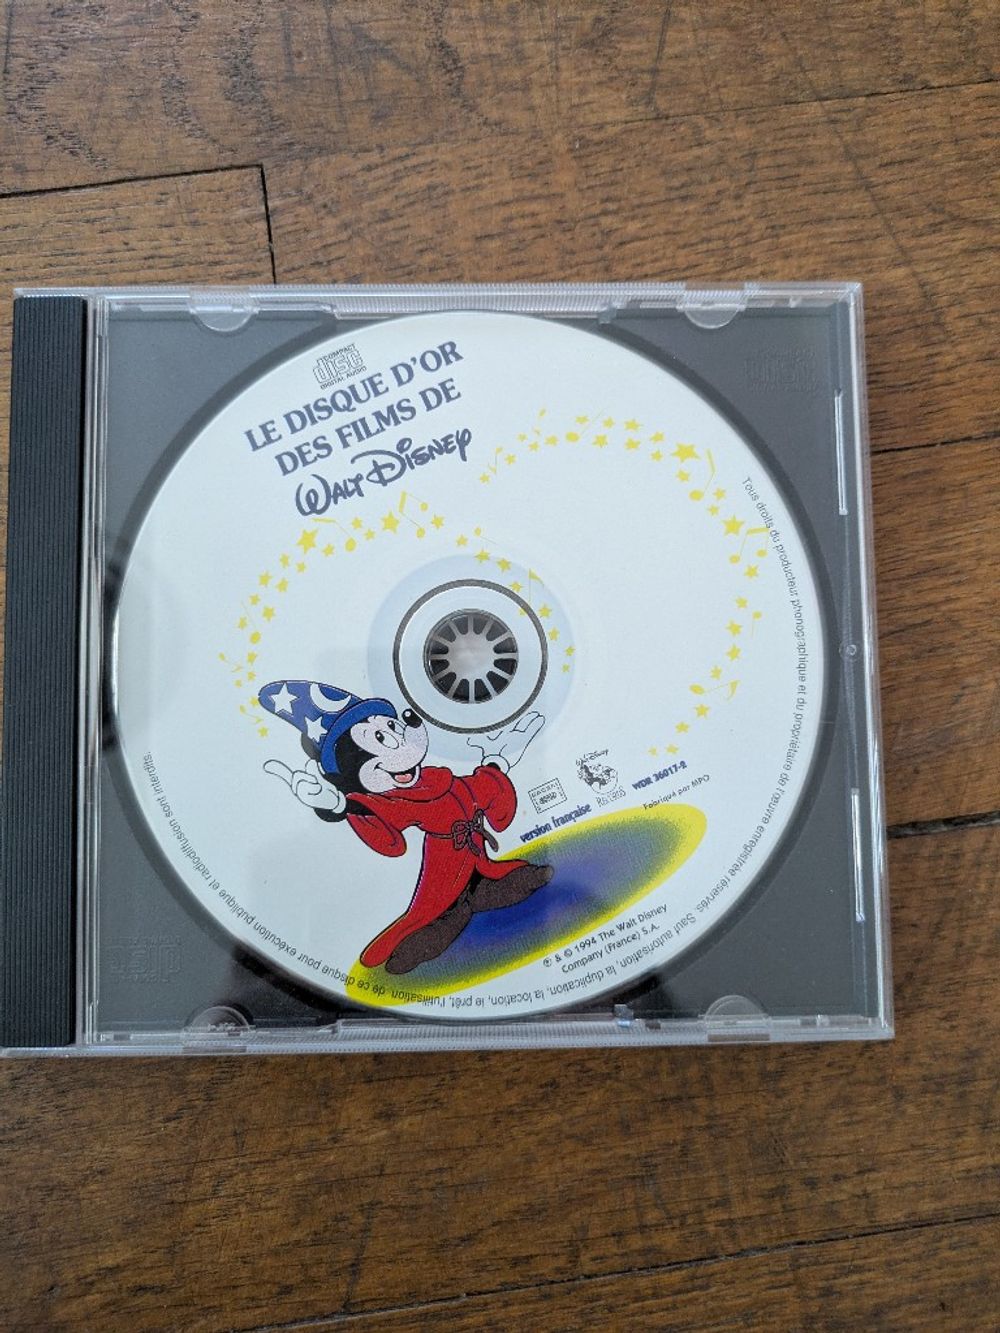 COMPACT
disc
DIGITAL AUDIO
LE DISQUE D'OR
DES FILMS DE
WALT DISNEY
Tous droits du producteur phonographique et du propriétaire de l'œuvre enregistrée réservés. Sauf autorisation, la duplication, la location, le prêt, l'utilisation de ce disque pour exécution publique et radiodiffusion sont interdits.
WALT DISNEY
RECORDS
WDR 36017-2
version française
Fabriqué par MPO
℗ & © 1994 The Walt Disney
Company (France) S.A.